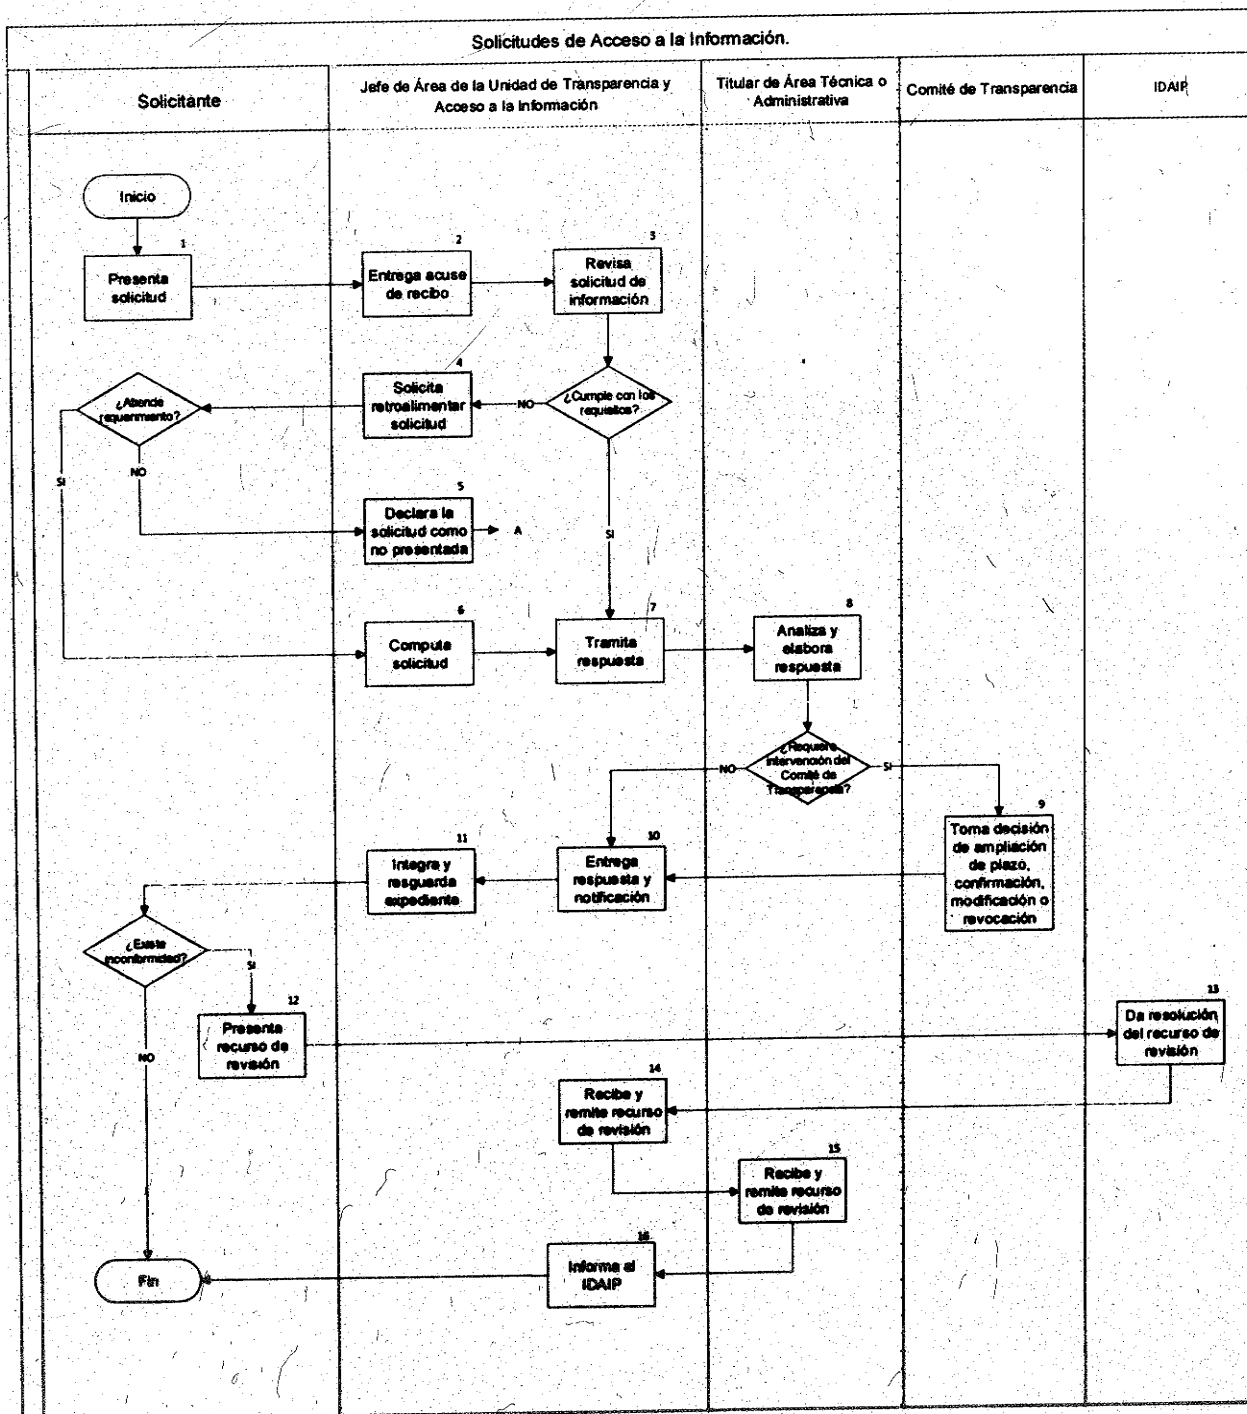 Solicitudes de Acceso a la Información.
Solicitante
Jefe de Área de la Unidad de Transparencia y
Acceso a la Información
Titular de Área Técnica o
Administrativa
Comité de Transparencia
IDAIP
Inicio
1
Presenta
solicitud
2
Entrega acuse
de recibo
3
Revisa
solicitud de
información
¿Atiende
requerimiento?
4
Solicita
retroalimentar
solicitud
NO
¿Cumple con los
requisitos?
SI
NO
5
Declara la
solicitud como
no presentada
A
SI
6
Computa
solicitud
7
Tramita
respuesta
8
Analiza y
elabora
respuesta
NO
¿Requiere
intervención del
Comité de
Transparencia?
SI
9
Toma decisión
de ampliación
de plazo,
confirmación,
modificación o
revocación
11
Integra y
resguarda
expediente
10
Entrega
respuesta y
notificación
¿Existe
inconformidad?
SI
NO
12
Presenta
recurso de
revisión
13
Da resolución
del recurso de
revisión
14
Recibe y
remite recurso
de revisión
15
Recibe y
remite recurso
de revisión
16
Informa al
IDAIP
Fin